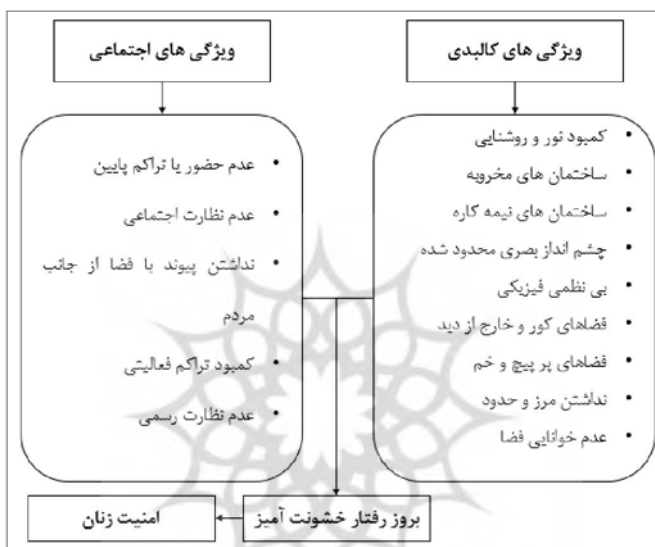 ویژگی های کالبدی
کمبود نور و روشنایی
ساختمان های مخروبه
ساختمان های نیمه کاره
چشم انداز بصری محدود شده
بی نظمی فیزیکی
فضاهای کور و خارج از دید
فضاهای پر پیچ و خم
نداشتن مرز و حدود
عدم خوانایی فضا
ویژگی های اجتماعی
عدم حضور یا تراکم پایین
عدم نظارت اجتماعی
نداشتن پیوند با فضا از جانب
مردم
کمبود تراکم فعالیتی
عدم نظارت رسمی
بروز رفتار خشونت آمیز
امنیت زنان